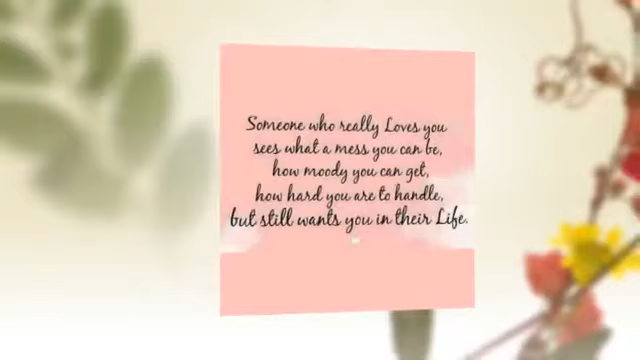 Someone who really Loves you
sees what a mess you can be,
how moody you can get,
how hard you are to handle,
but still wants you in their Life.